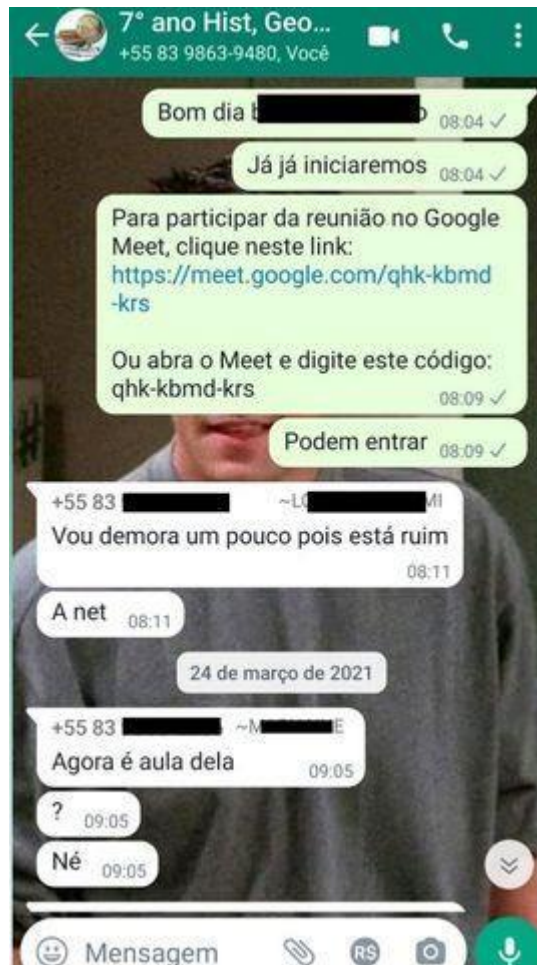 7° ano Hist, Geo...
+55 83 9863-9480, Você
Bom dia
08:04
Já já iniciaremos 08:04
Para participar da reunião no Google
Meet, clique neste link:
https://meet.google.com/qhk-kbmd
-krs
Ou abra o Meet e digite este código:
qhk-kbmd-krs
08:09
Podem entrar 08:09
+55 83 MI
Vou demora um pouco pois está ruim
08:11
A net 08:11
24 de março de 2021
+55 83 ~M E
Agora é aula dela
09:05
? 09:05
Né 09:05
Mensagem R$